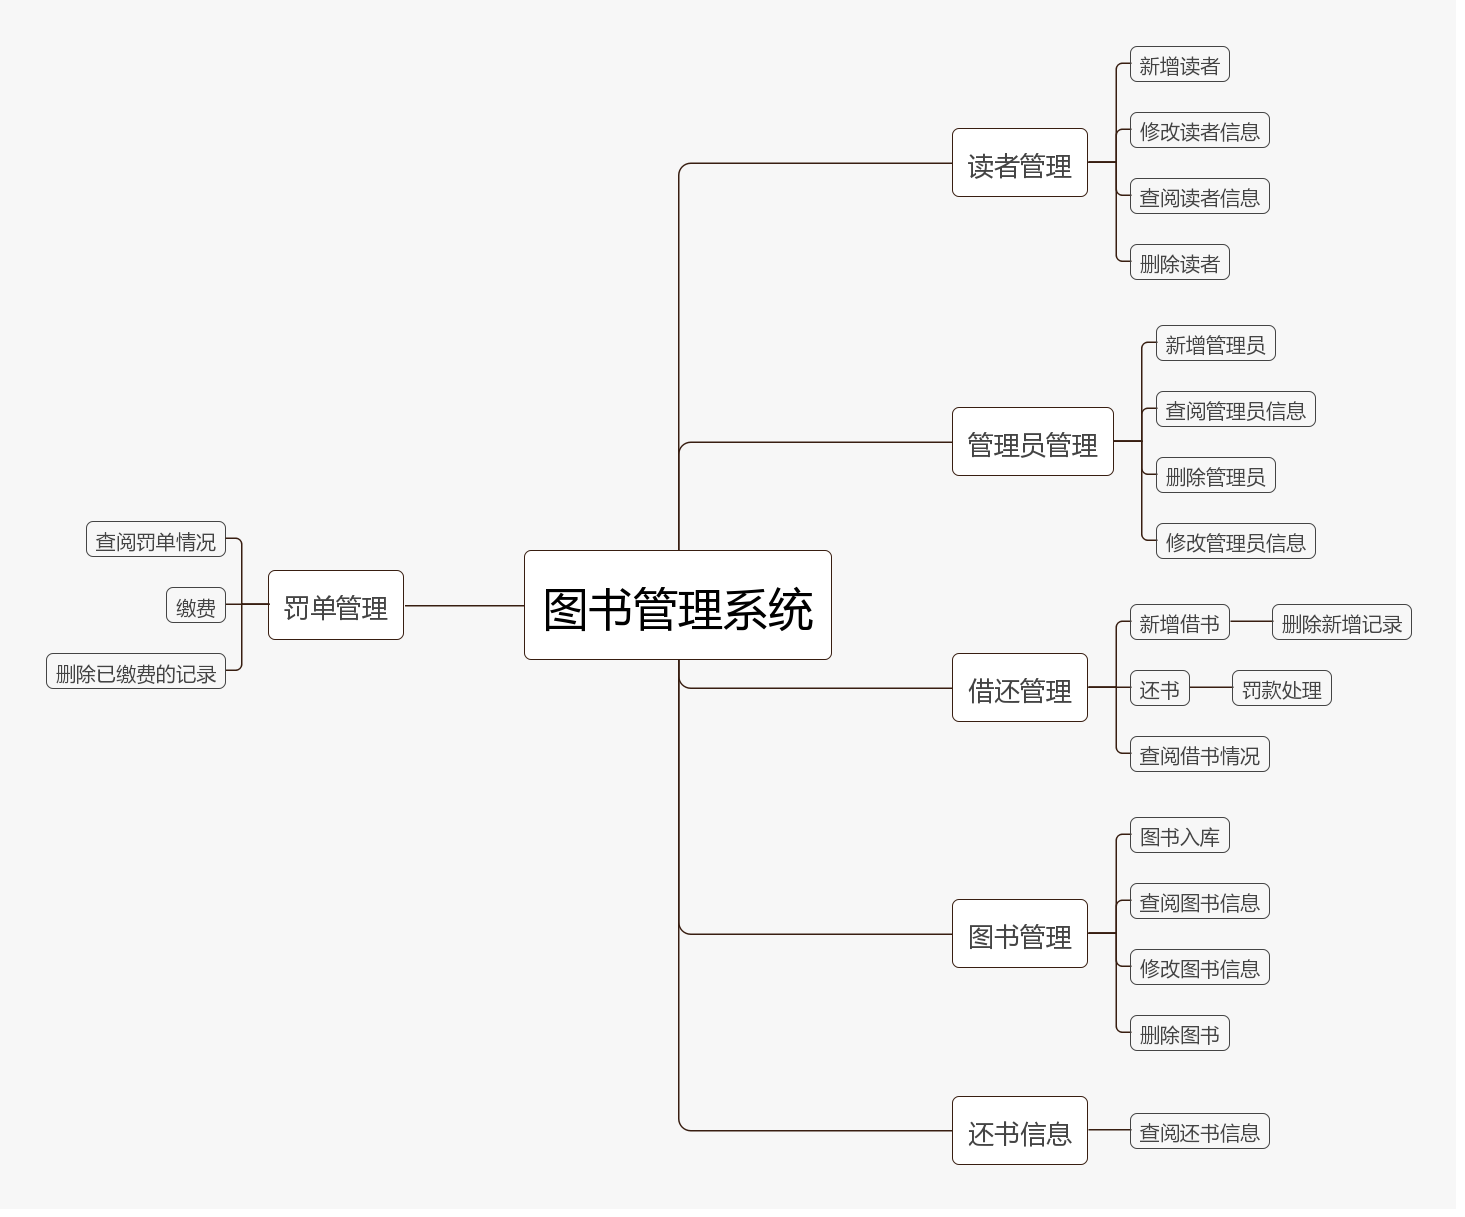 图书管理系统
读者管理
新增读者
修改读者信息
查阅读者信息
删除读者
管理员管理
新增管理员
查阅管理员信息
删除管理员
修改管理员信息
借还管理
新增借书
删除新增记录
还书
罚款处理
查阅借书情况
图书管理
图书入库
查阅图书信息
修改图书信息
删除图书
还书信息
查阅还书信息
罚单管理
查阅罚单情况
缴费
删除已缴费的记录